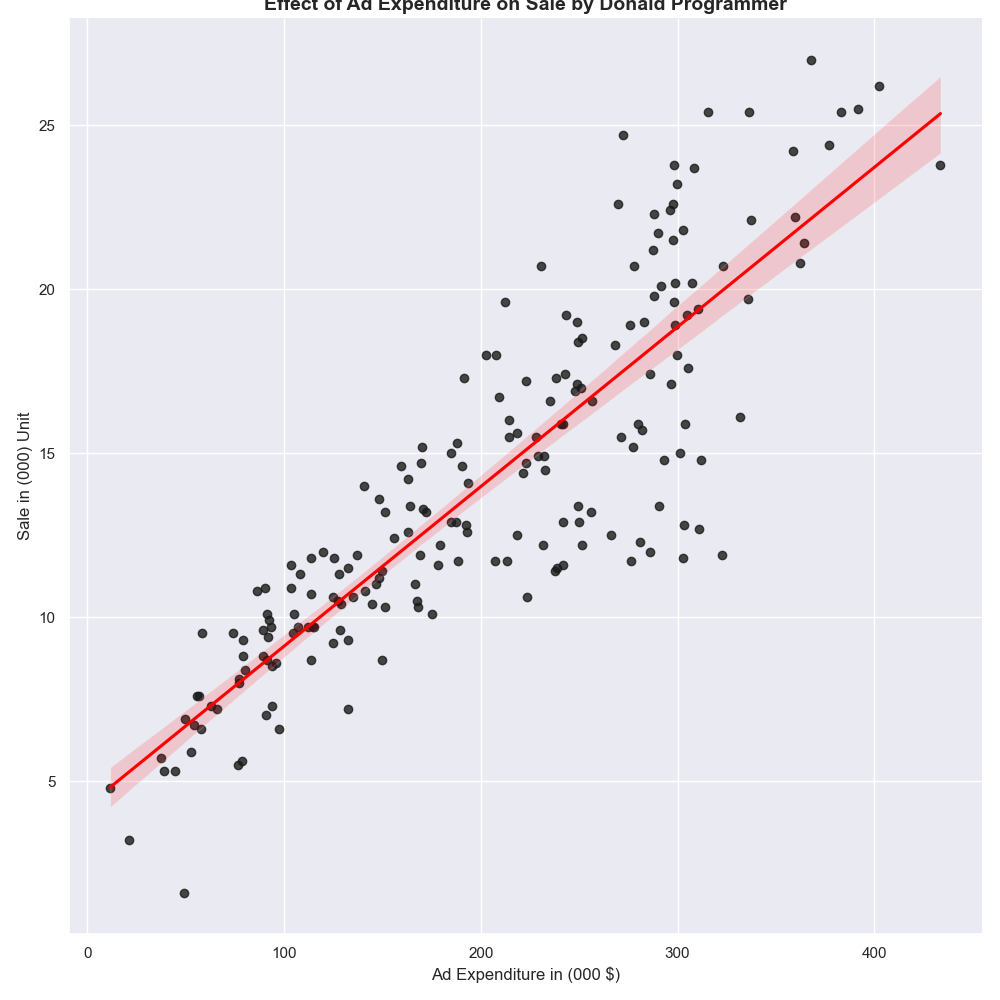 Effect of Ad Expenditure on Sale by Donald Programmer
25
20
15
10
5
Sale in (000) Unit
0 100 200 300 400
Ad Expenditure in (000 $)